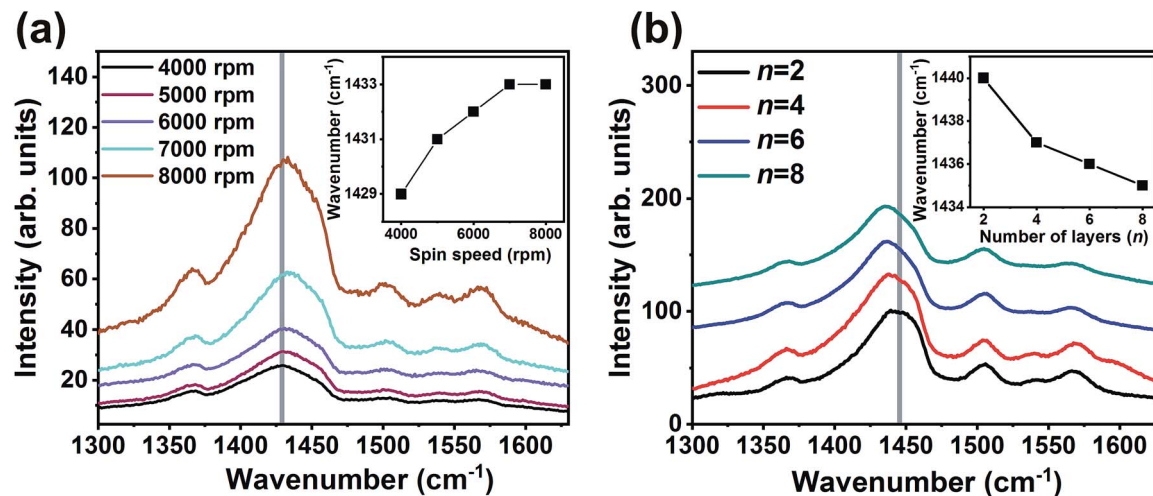 (a)
Intensity (arb. units)
140
120
100
80
60
40
20
4000 rpm
5000 rpm
6000 rpm
7000 rpm
8000 rpm
Wavenumber (cm⁻¹)
1433
1431
1429
4000 6000 8000
Spin speed (rpm)
1300 1350 1400 1450 1500 1550 1600
Wavenumber (cm⁻¹)
(b)
Intensity (arb. units)
300
200
100
0
n=2
n=4
n=6
n=8
Wavenumber (cm⁻¹)
1440
1438
1436
1434
2 4 6 8
Number of layers (n)
1300 1350 1400 1450 1500 1550 1600
Wavenumber (cm⁻¹)